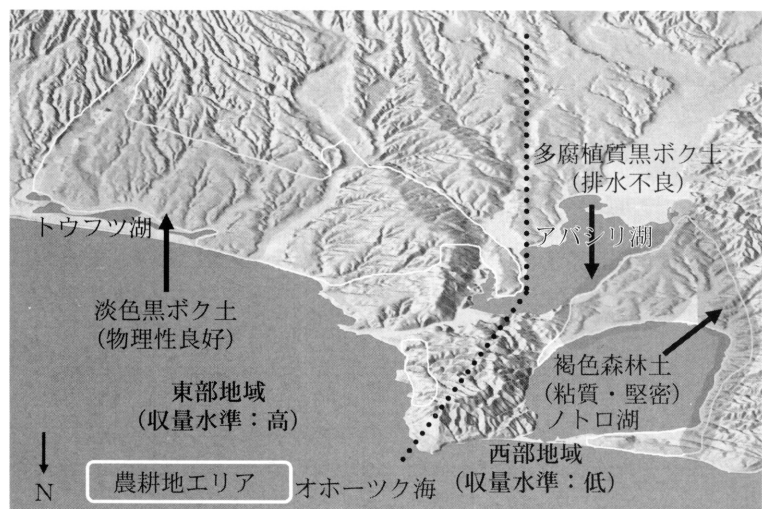 多腐植質黒ボク土
(排水不良)
トウフツ湖
アバシリ湖
淡色黒ボク土
(物理性良好)
褐色森林土
(粘質・堅密)
ノトロ湖
東部地域
(収量水準：高)
西部地域
(収量水準：低)
N
農耕地エリア
オホーツク海